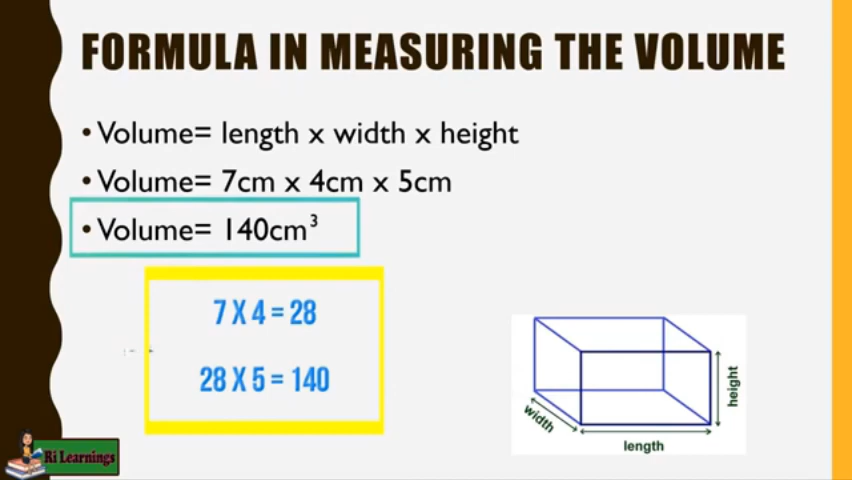 FORMULA IN MEASURING THE VOLUME
• Volume= length x width x height
• Volume= 7cm x 4cm x 5cm
• Volume= 140cm³
7 X 4 = 28
28 X 5 = 140
height
width
length
Ri Learnings